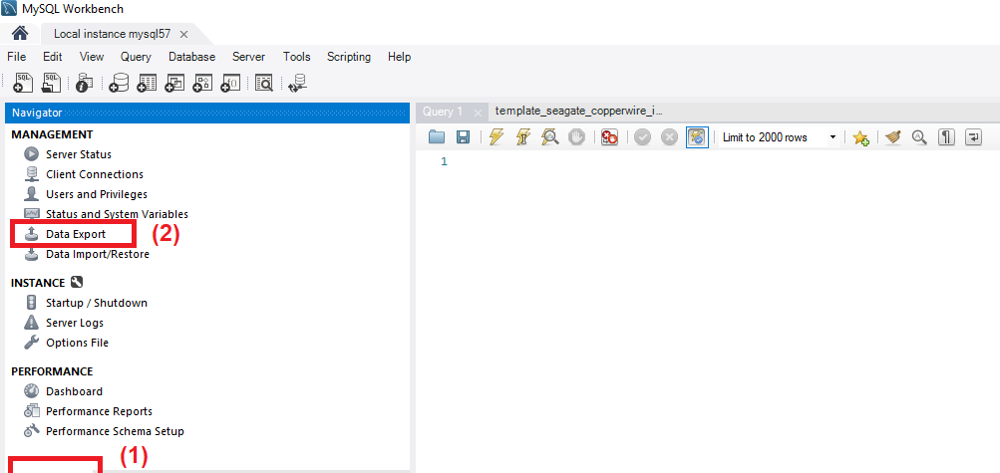 MySQL Workbench
Local instance mysql57
File Edit View Query Database Server Tools Scripting Help
Navigator
MANAGEMENT
Server Status
Client Connections
Users and Privileges
Status and System Variables
Data Export (2)
Data Import/Restore
INSTANCE
Startup / Shutdown
Server Logs
Options File
PERFORMANCE
Dashboard
Performance Reports
Performance Schema Setup
(1)
Query 1 template_seagate_copperwire_i...
Limit to 2000 rows
1